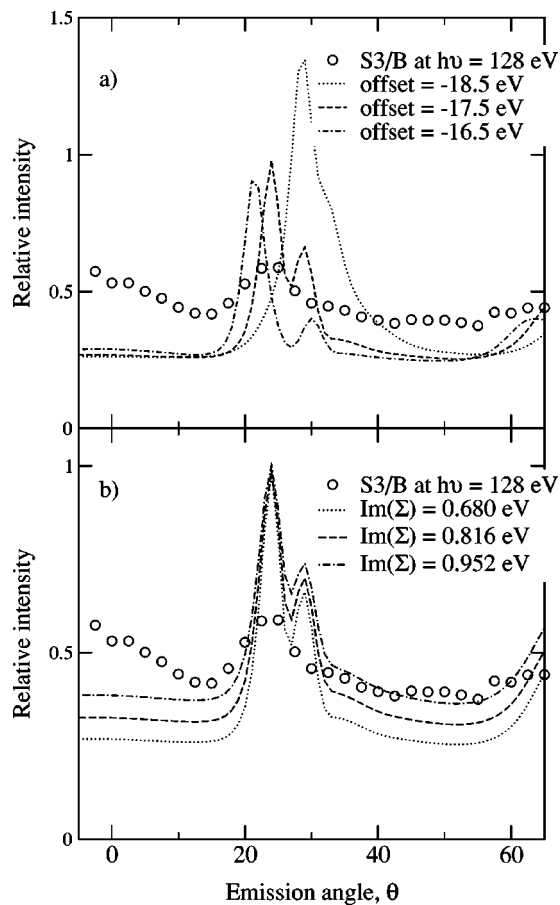 1.5
a)
S3/B at hυ = 128 eV
offset = -18.5 eV
offset = -17.5 eV
offset = -16.5 eV
1
Relative intensity
0.5
0
1
b)
S3/B at hυ = 128 eV
Im(Σ) = 0.680 eV
Im(Σ) = 0.816 eV
Im(Σ) = 0.952 eV
Relative intensity
0.5
0
0 20 40 60
Emission angle, θ